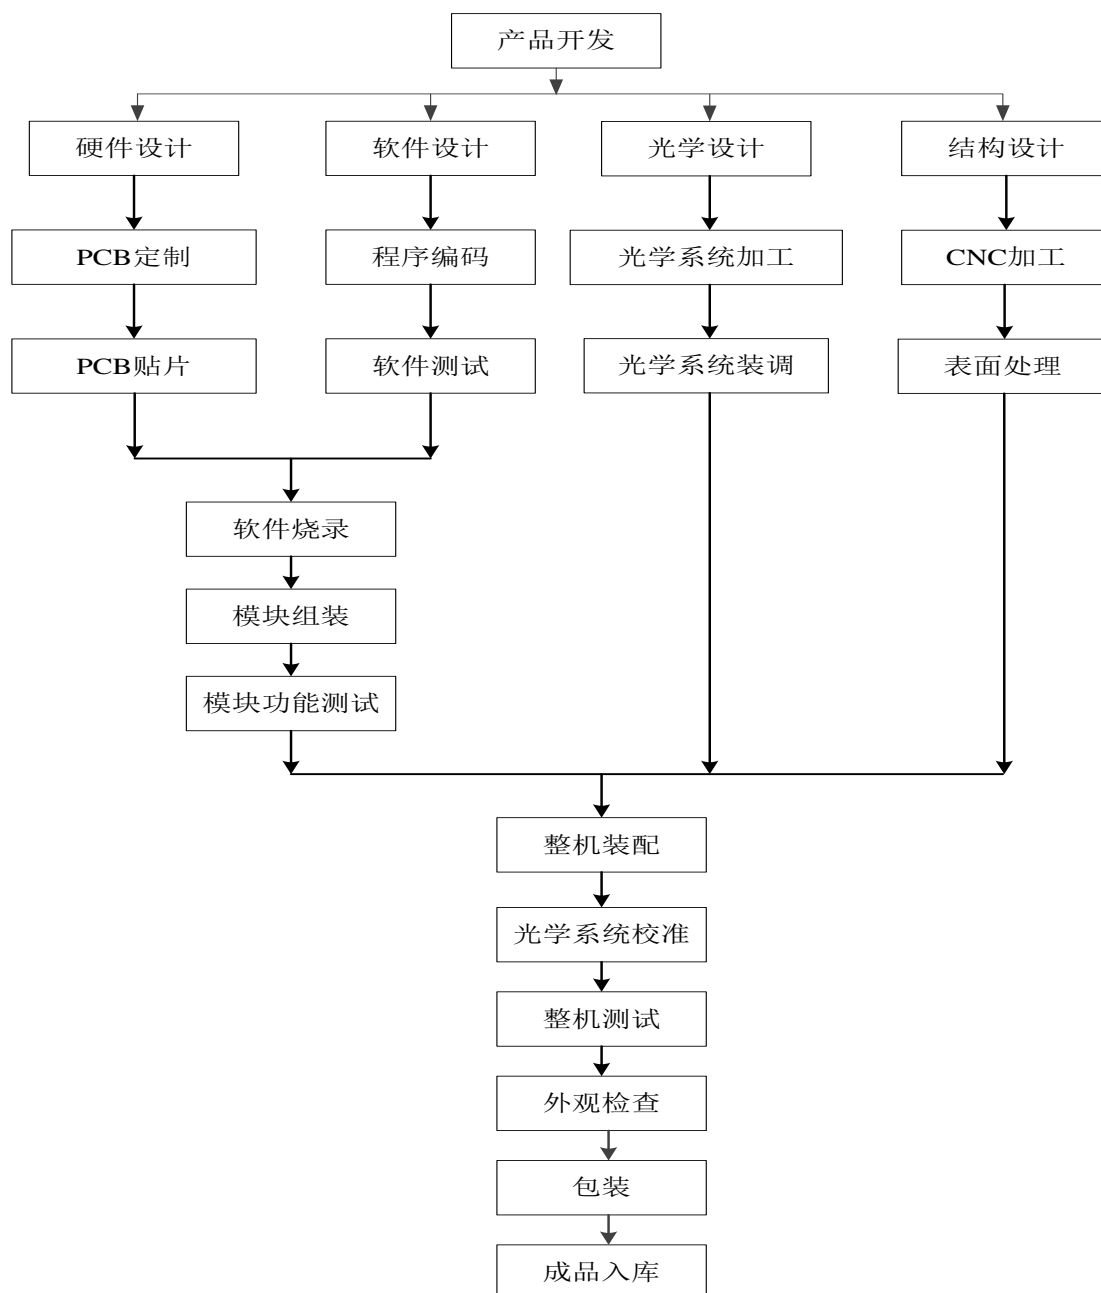 产品开发
硬件设计
软件设计
光学设计
结构设计
PCB定制
程序编码
光学系统加工
CNC加工
PCB贴片
软件测试
光学系统装调
表面处理
软件烧录
模块组装
模块功能测试
整机装配
光学系统校准
整机测试
外观检查
包装
成品入库